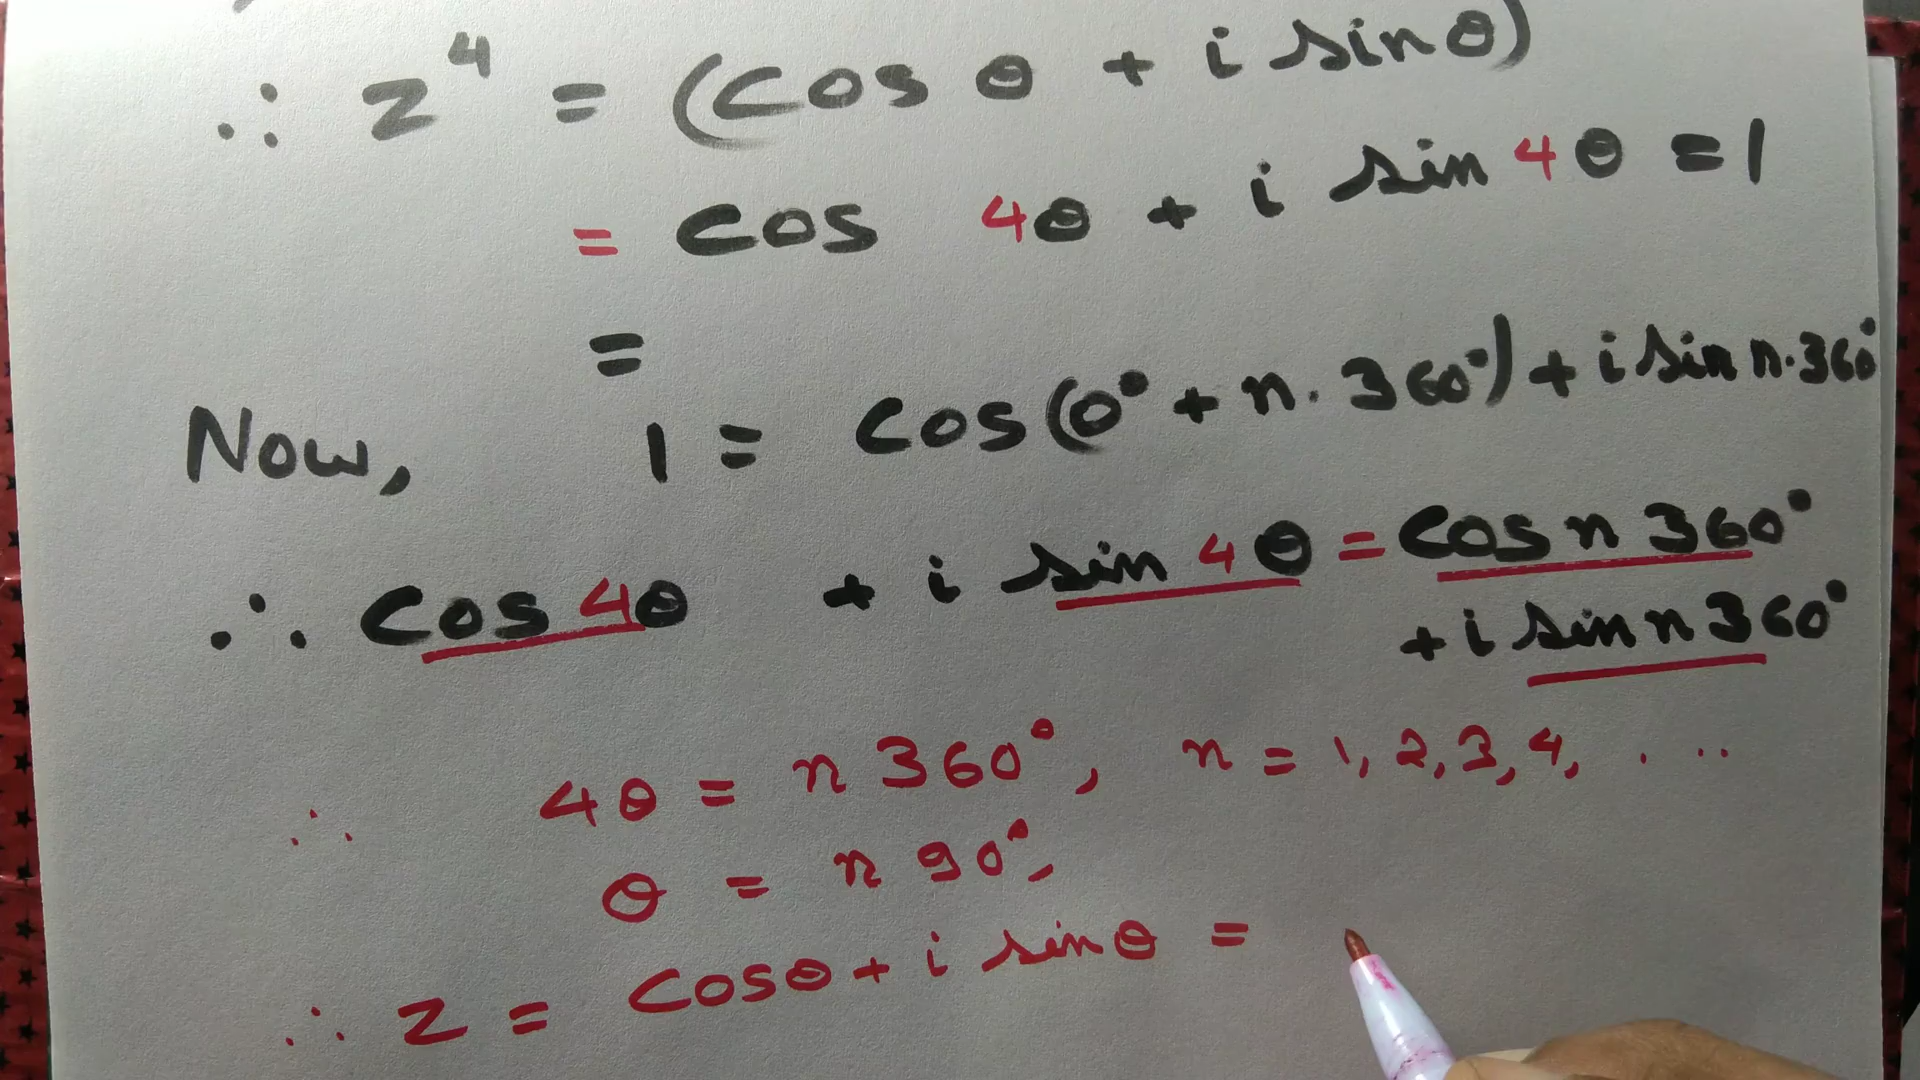 ∴ z⁴ = (cos θ + i sin θ)
= cos 4θ + i sin 4θ = 1
=
Now, 1 = cos(0° + n. 360°) + i sin n.360°
∴ cos 4θ + i sin 4θ = cos n 360°
+ i sin n 360°
∴ 4θ = n 360°, n = 1, 2, 3, 4, . ..
θ = n 90°,
∴ z = cosθ + i sinθ =